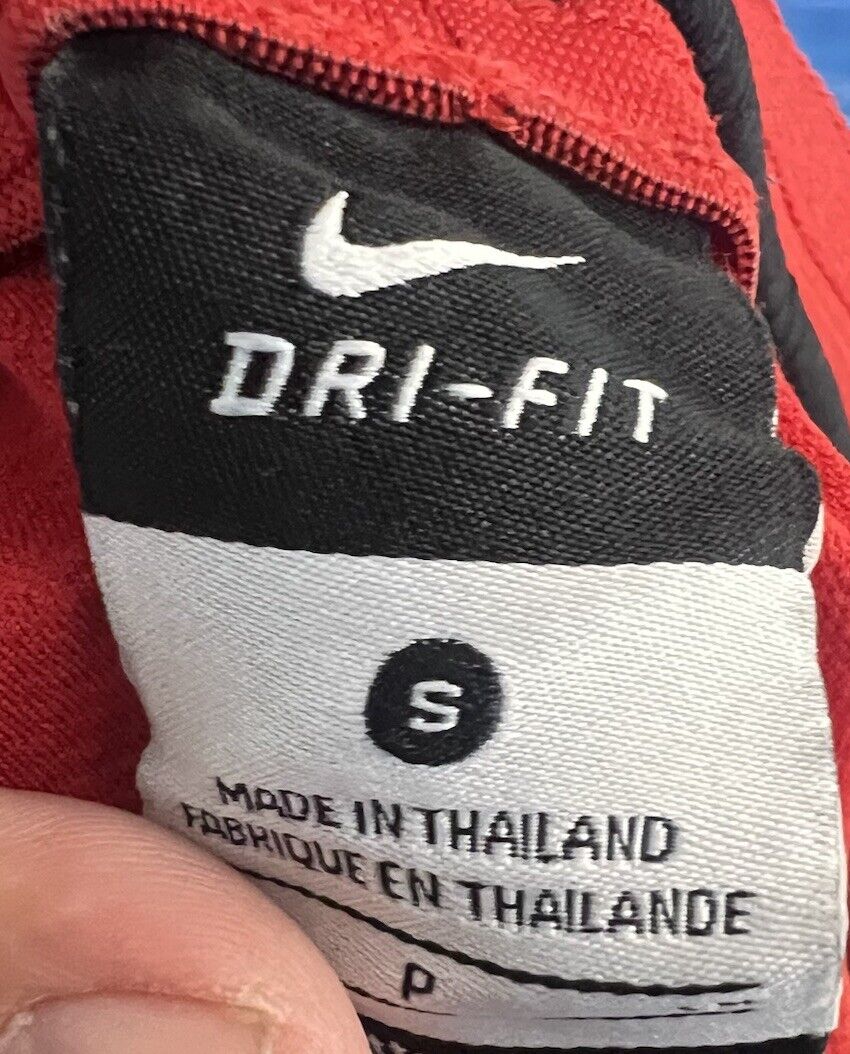 DRI-FIT
S
MADE IN THAILAND
FABRIQUE EN THAILANDE
P